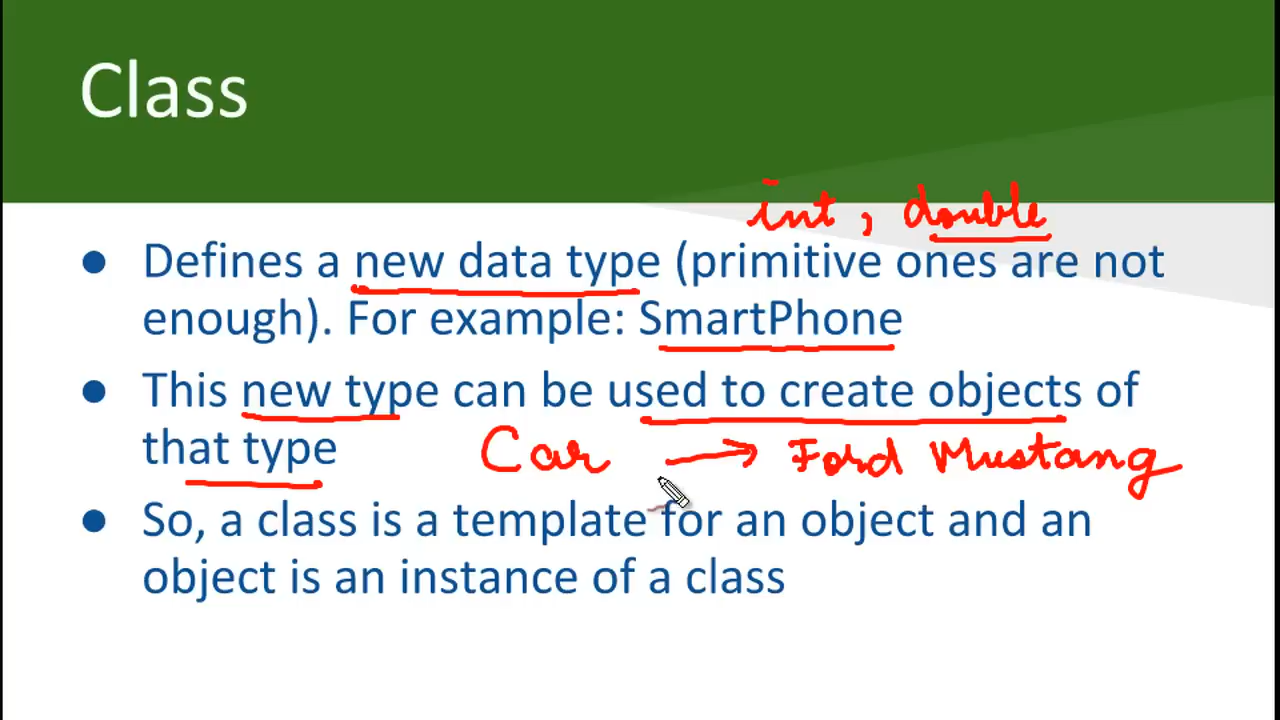 Class
int, double
● Defines a new data type (primitive ones are not
enough). For example: SmartPhone
● This new type can be used to create objects of
that type Car → Ford Mustang
● So, a class is a template for an object and an
object is an instance of a class